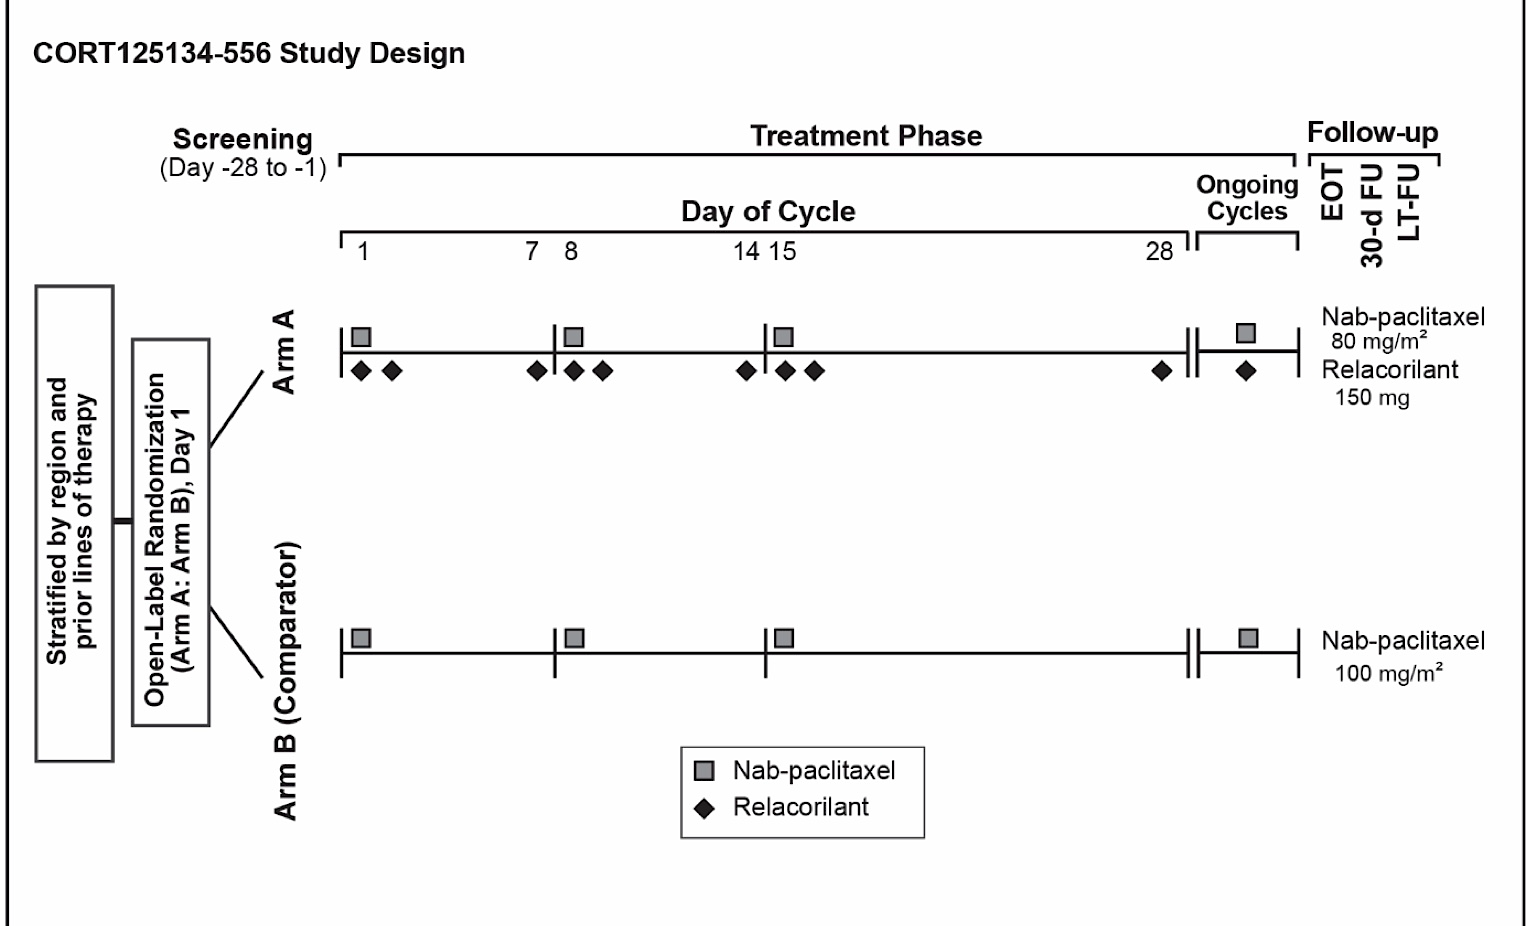 CORT125134-556 Study Design
Screening
(Day -28 to -1)
Treatment Phase
Follow-up
EOT
30-d FU
LT-FU
Ongoing
Cycles
Day of Cycle
1 7 8 14 15 28
Stratified by region and
prior lines of therapy
Open-Label Randomization
(Arm A: Arm B), Day 1
Arm A
Nab-paclitaxel
80 mg/m²
Relacorilant
150 mg
Arm B (Comparator)
Nab-paclitaxel
100 mg/m²
Nab-paclitaxel
Relacorilant